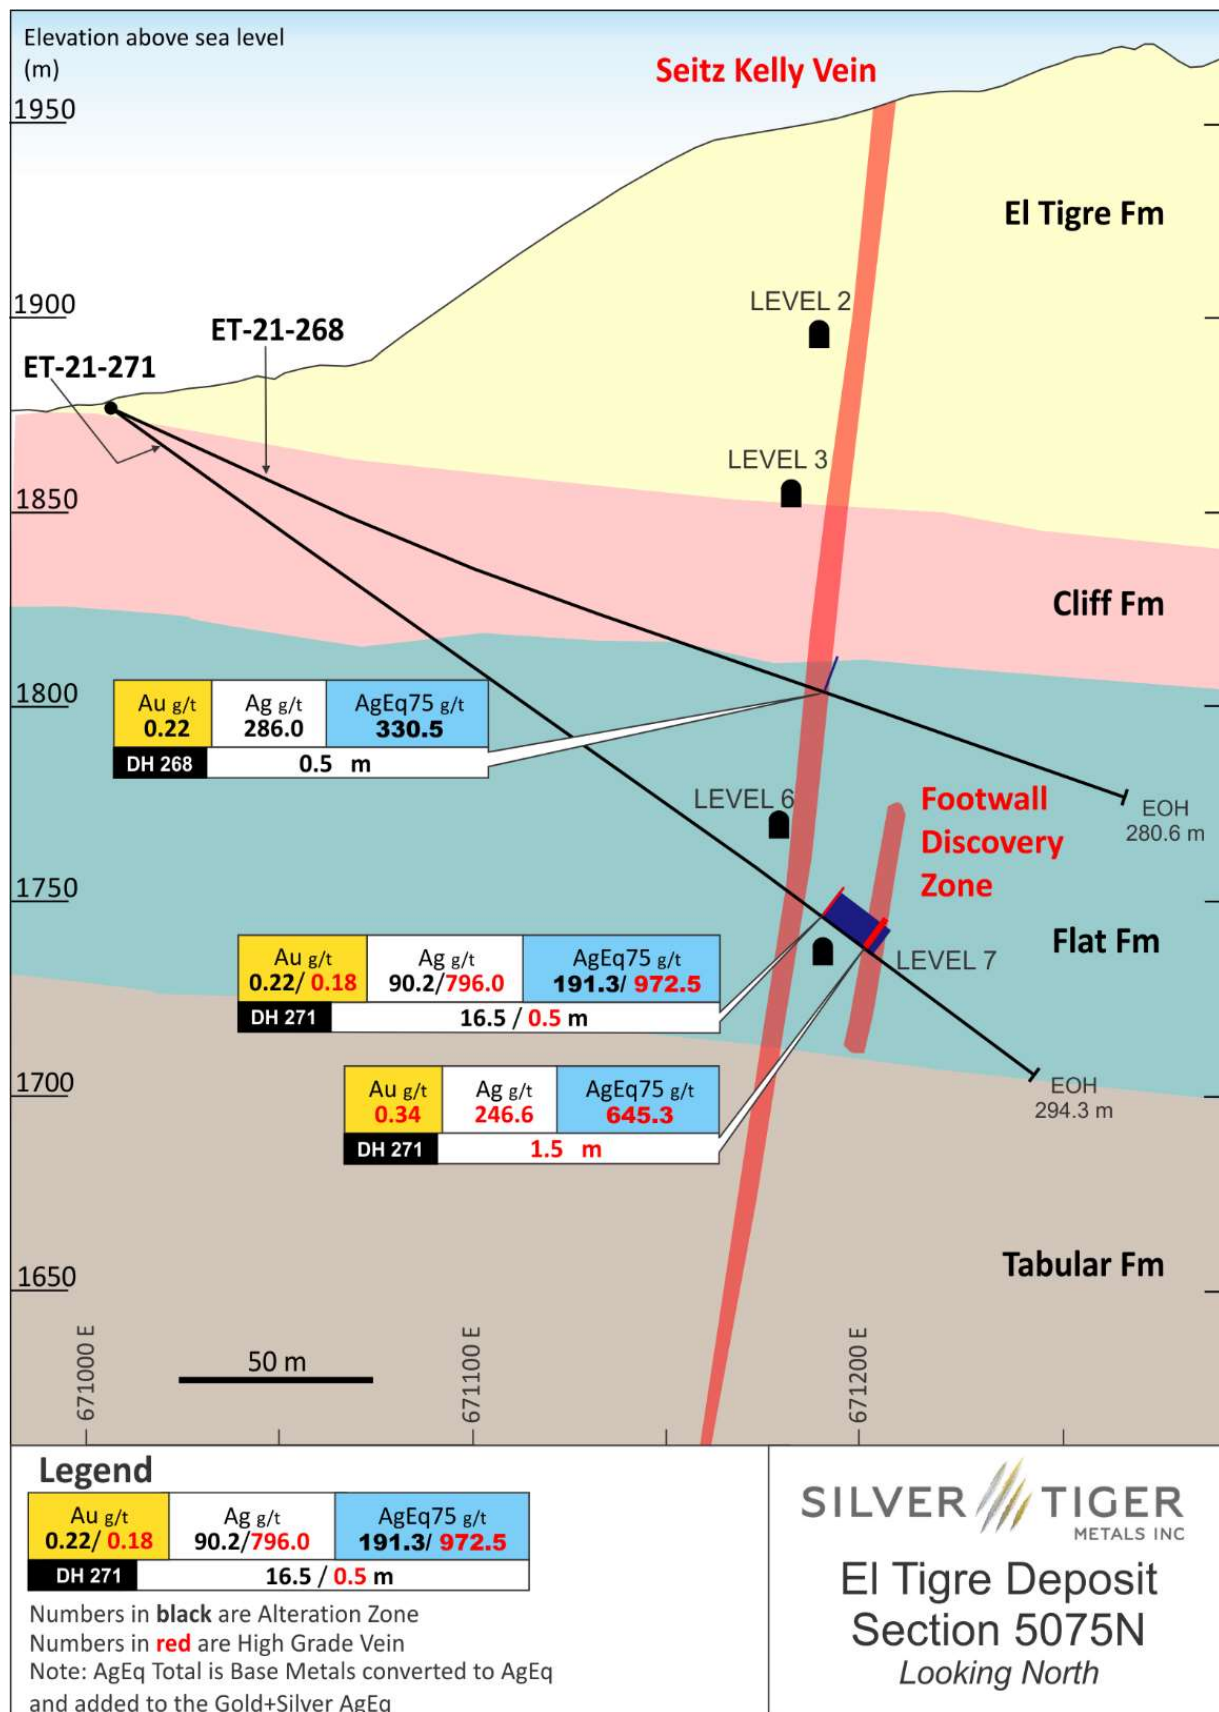 Elevation above sea level
(m)
Seitz Kelly Vein
1950
El Tigre Fm
1900
LEVEL 2
ET-21-268
ET-21-271
LEVEL 3
1850
Cliff Fm
1800
Au g/t Ag g/t AgEq75 g/t
0.22 286.0 330.5
DH 268 0.5 m
LEVEL 6
Footwall
Discovery
Zone
EOH
280.6 m
1750
Flat Fm
LEVEL 7
Au g/t Ag g/t AgEq75 g/t
0.22/ 0.18 90.2/796.0 191.3/ 972.5
DH 271 16.5 / 0.5 m
1700
Au g/t Ag g/t AgEq75 g/t
0.34 246.6 645.3
DH 271 1.5 m
EOH
294.3 m
Tabular Fm
1650
671000 E
50 m
671100 E
671200 E
Legend
Au g/t Ag g/t AgEq75 g/t
0.22/ 0.18 90.2/796.0 191.3/ 972.5
DH 271 16.5 / 0.5 m
Numbers in black are Alteration Zone
Numbers in red are High Grade Vein
Note: AgEq Total is Base Metals converted to AgEq
and added to the Gold+Silver AgEq
SILVER TIGER
METALS INC
El Tigre Deposit
Section 5075N
Looking North